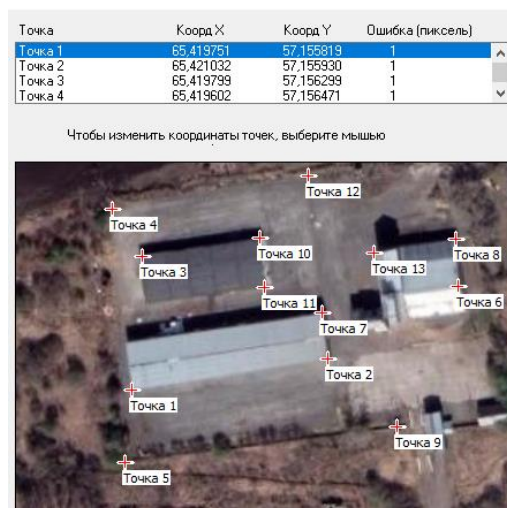 Точка Коорд X Коорд Y Ошибка (пиксель)
Точка 1 65,419751 57,155819 1
Точка 2 65,421032 57,155930 1
Точка 3 65,419799 57,156299 1
Точка 4 65,419602 57,156471 1
Чтобы изменить координаты точек, выберите мышью
Точка 12
Точка 4
Точка 10
Точка 8
Точка 3
Точка 13
Точка 11
Точка 6
Точка 7
Точка 2
Точка 1
Точка 9
Точка 5